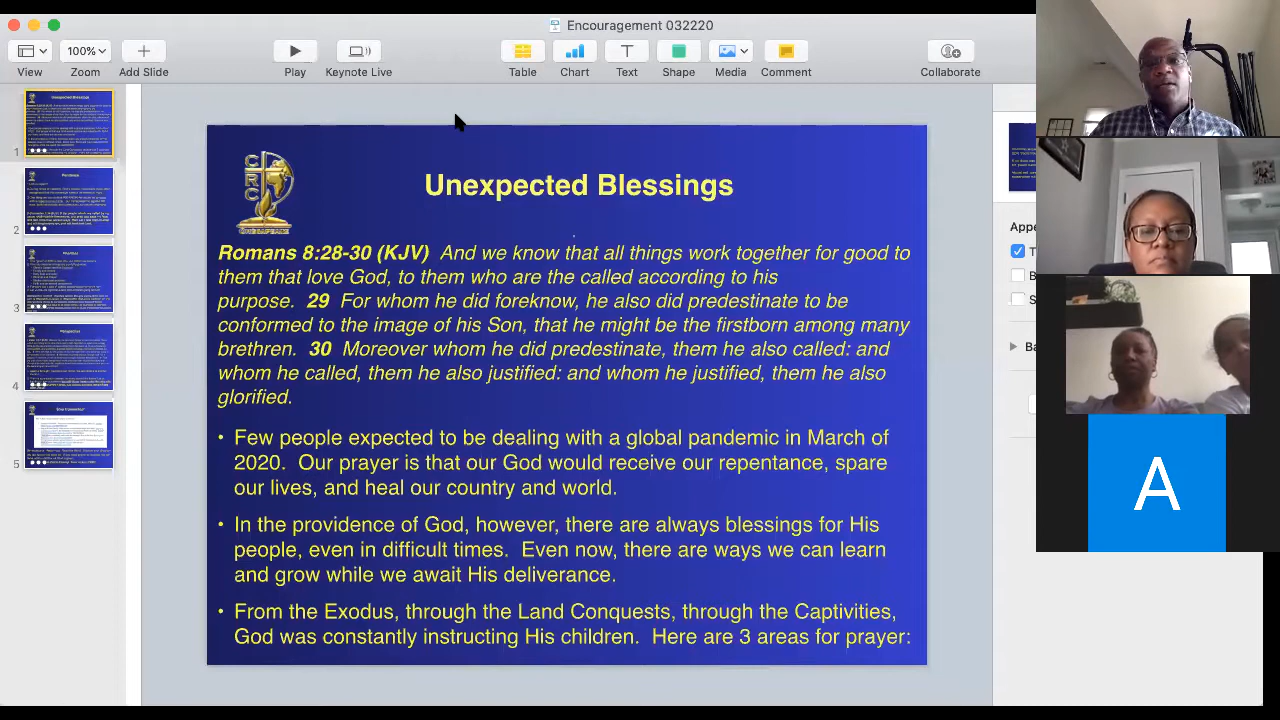 Encouragement 032220
100%
View
Zoom
Add Slide
Play
Keynote Live
Table
Chart
Text
Shape
Media
Comment
Collaborate
1
2
3
4
5
Unexpected Blessings
CRC
Romans 8:28-30 (KJV) And we know that all things work together for good to
them that love God, to them who are the called according to his
purpose. 29 For whom he did foreknow, he also did predestinate to be
conformed to the image of his Son, that he might be the firstborn among many
brethren. 30 Moreover whom he did predestinate, them he also called: and
whom he called, them he also justified: and whom he justified, them he also
glorified.
Few people expected to be dealing with a global pandemic in March of
2020. Our prayer is that our God would receive our repentance, spare
our lives, and heal our country and world.
• In the providence of God, however, there are always blessings for His
people, even in difficult times. Even now, there are ways we can learn
and grow while we await His deliverance.
• From the Exodus, through the Land Conquests, through the Captivities,
God was constantly instructing His children. Here are 3 areas for prayer:
Appe
T
B
S
Ba
A